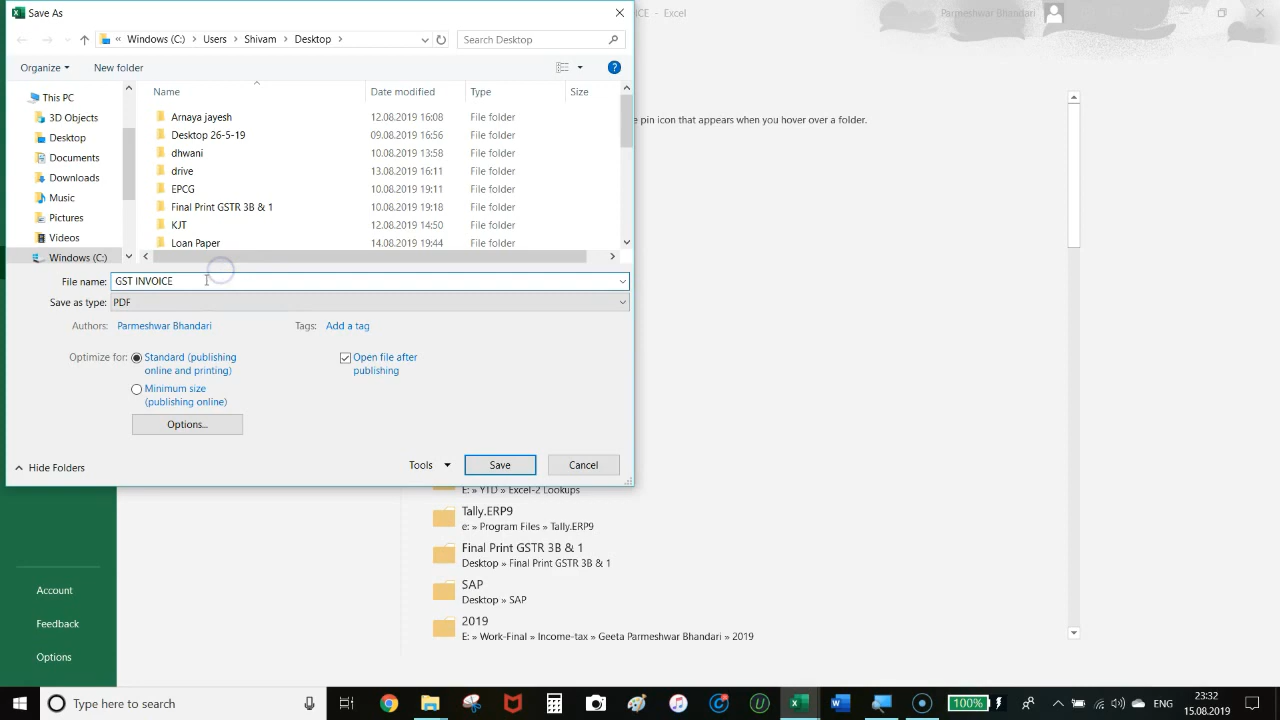 Save As
ICE - Excel
Parmeshwar Bhandari
« Windows (C:) > Users > Shivam > Desktop >
Search Desktop
Organize
New folder
Name Date modified Type Size
This PC
3D Objects
Desktop
Documents
Downloads
Music
Pictures
Videos
Windows (C:)
Arnaya jayesh 12.08.2019 16:08 File folder
Desktop 26-5-19 09.08.2019 16:56 File folder
dhwani 10.08.2019 13:58 File folder
drive 13.08.2019 16:11 File folder
EPCG 10.08.2019 19:11 File folder
Final Print GSTR 3B & 1 10.08.2019 19:18 File folder
KJT 12.08.2019 14:50 File folder
Loan Paper 14.08.2019 19:44 File folder
e pin icon that appears when you hover over a folder.
File name: GST INVOICE
Save as type: PDF
Authors: Parmeshwar Bhandari
Tags: Add a tag
Optimize for:
Standard (publishing
online and printing)
Minimum size
(publishing online)
Open file after
publishing
Options...
Hide Folders
Tools
Save
Cancel
E: » YTD » Excel-2 Lookups
Tally.ERP9
e: » Program Files » Tally.ERP9
Final Print GSTR 3B & 1
Desktop » Final Print GSTR 3B & 1
SAP
Desktop » SAP
2019
E: » Work-Final » Income-tax » Geeta Parmeshwar Bhandari » 2019
Account
Feedback
Options
Type here to search
100%
ENG
23:32
15.08.2019